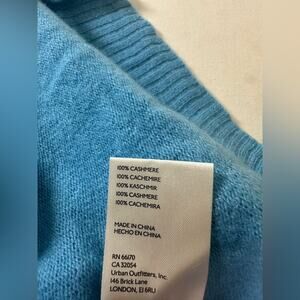 100% CASHMERE
100% CACHEMIRE
100% KASCHMIR
100% CASHMERE
100% CACHEMIRA
MADE IN CHINA
HECHO EN CHINA
RN 66170
CA 32054
Urban Outfitters, Inc.
146 Brick Lane
LONDON, E1 6RU